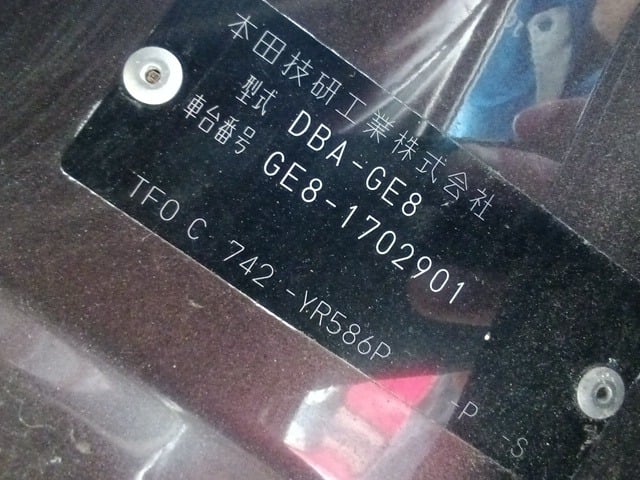 本田技研工業株式会社
型式 DBA-GE8
車台番号 GE8-1702901
TF0 C 742 -YR586P -P -S